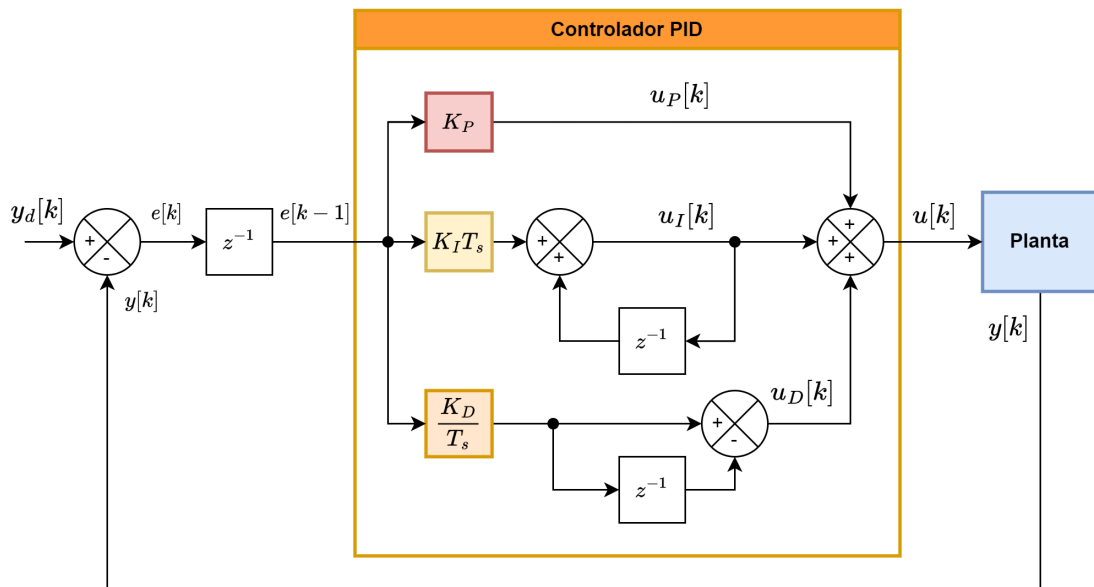 Controlador PID
u_P[k]
K_P
y_d[k]
e[k]
e[k − 1]
u_I[k]
u[k]
+
-
z^{-1}
K_I T_s
+
+
+
+
+
Planta
y[k]
z^{-1}
y[k]
u_D[k]
K_D
T_s
+
-
z^{-1}